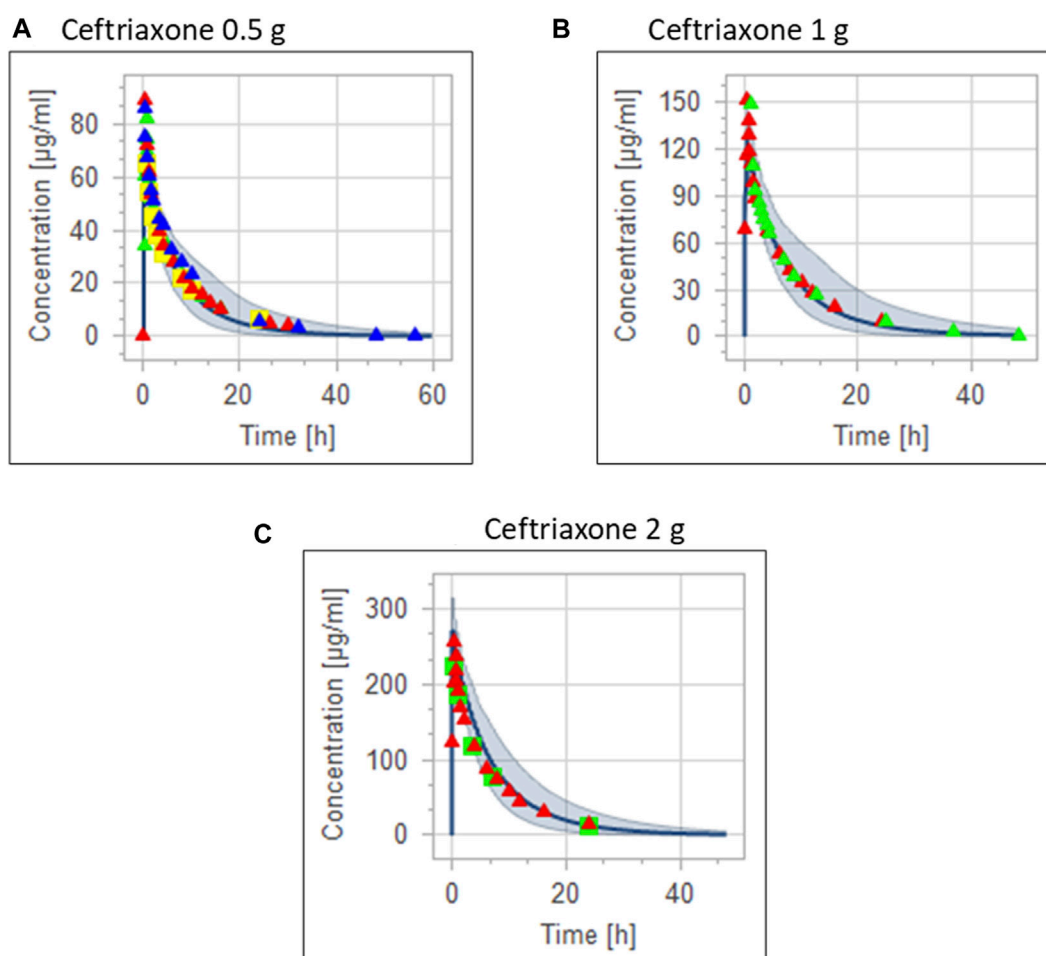 A Ceftriaxone 0.5 g
Concentration [µg/ml]
80
60
40
20
0
0 20 40 60
Time [h]
B Ceftriaxone 1 g
Concentration [µg/ml]
150
120
90
60
30
0
0 20 40
Time [h]
C Ceftriaxone 2 g
Concentration [µg/ml]
300
200
100
0
0 20 40
Time [h]